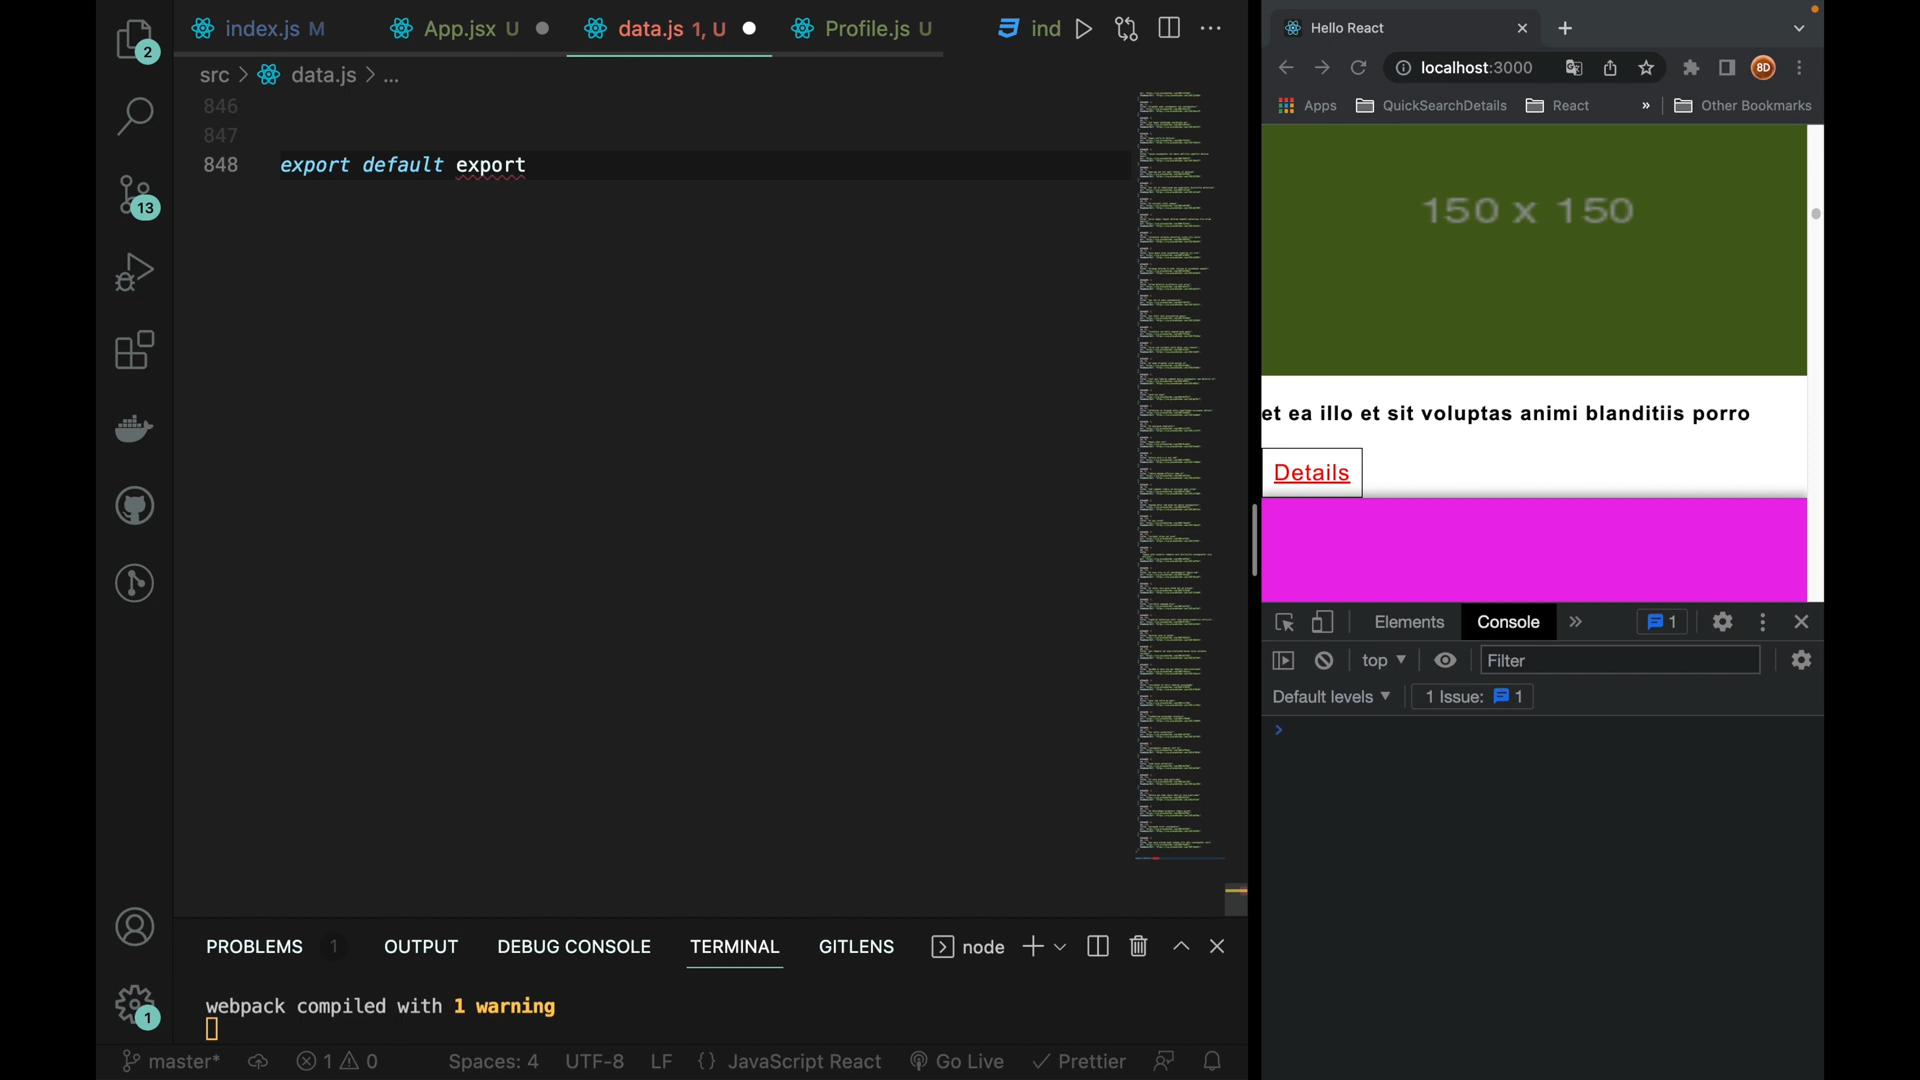 index.js M
App.jsx U
data.js 1, U
Profile.js U
ind
src > data.js > ...
846
847
848 export default export
2
13
1
PROBLEMS 1
OUTPUT
DEBUG CONSOLE
TERMINAL
GITLENS
node
webpack compiled with 1 warning
master*
1
0
Spaces: 4
UTF-8
LF
{} JavaScript React
Go Live
Prettier
Hello React
localhost:3000
8D
Apps
QuickSearchDetails
React
»
Other Bookmarks
150 x 150
et ea illo et sit voluptas animi blanditiis porro
Details
Elements
Console
»
1
top
Filter
Default levels
1 Issue: 1